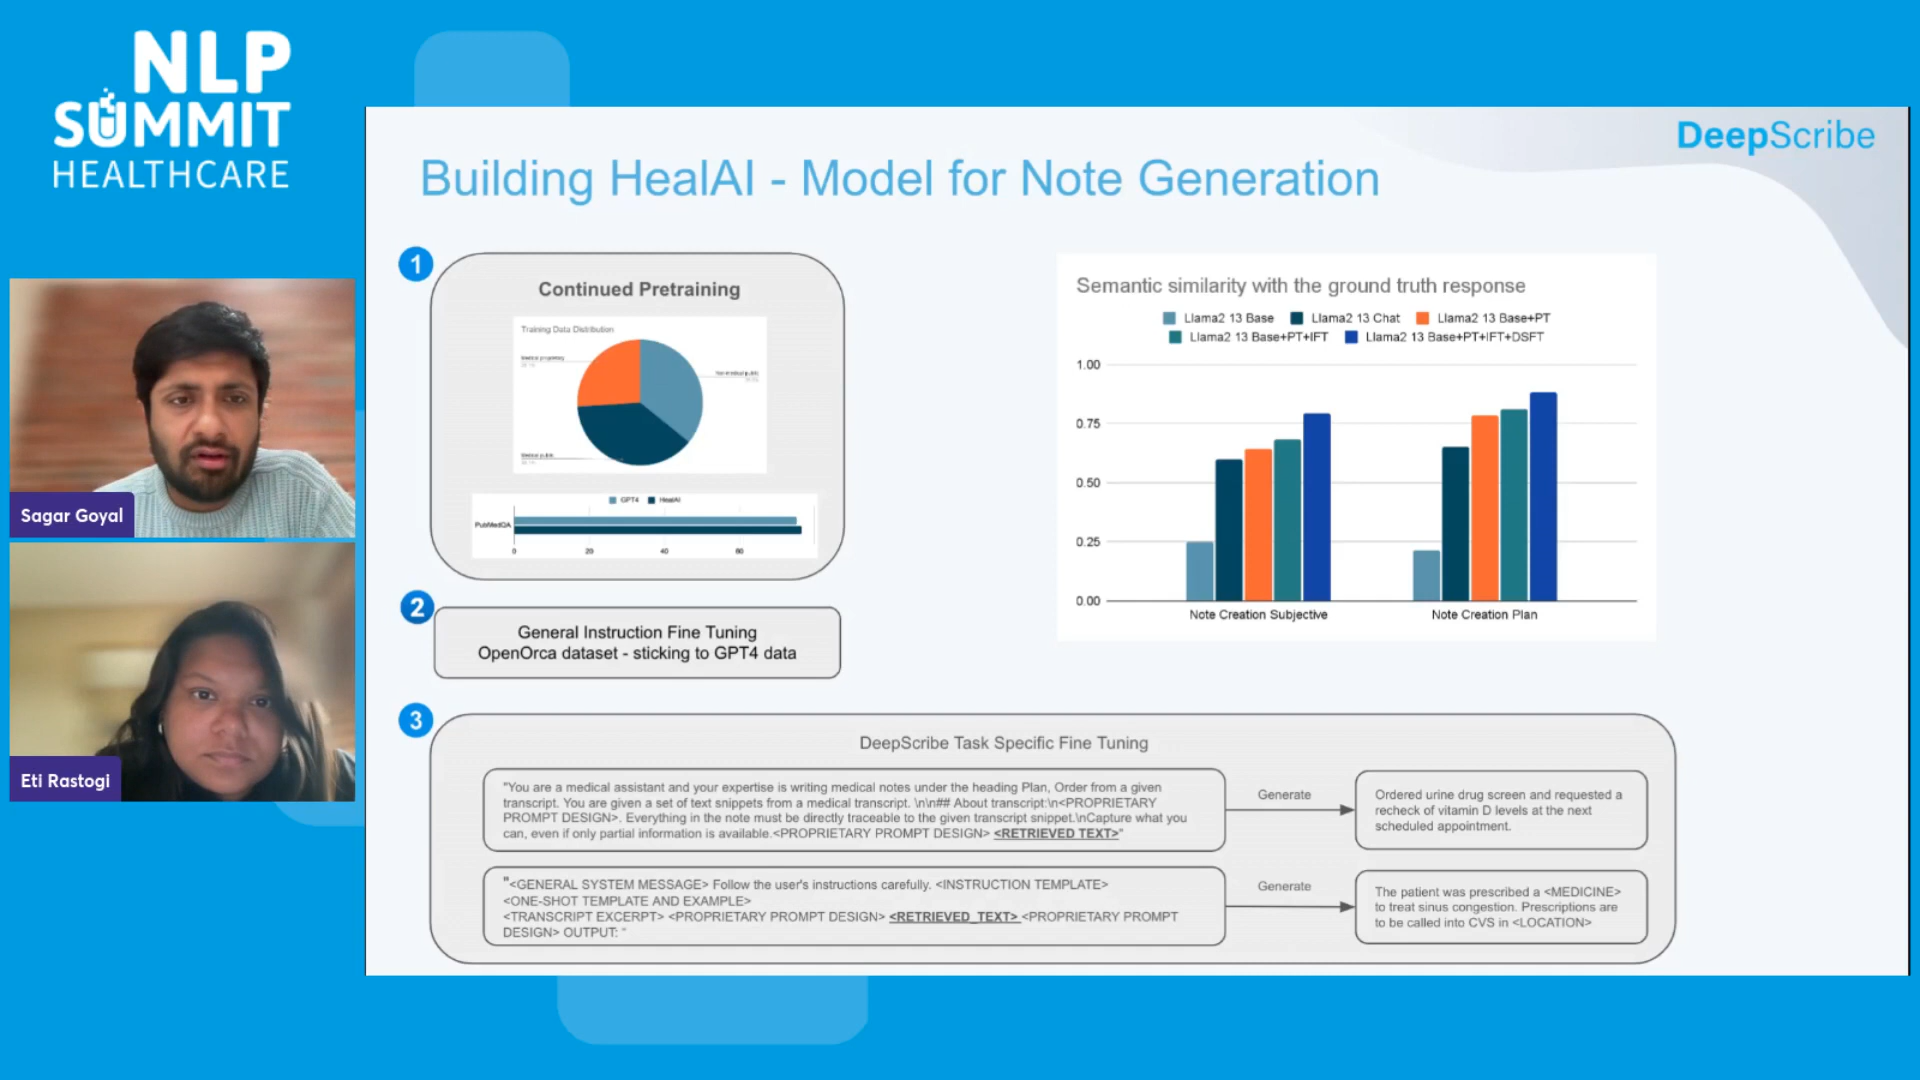 NLP
SUMMIT
HEALTHCARE
Sagar Goyal
Eti Rastogi
DeepScribe
Building HealAI - Model for Note Generation
1
Continued Pretraining
Training Data Distribution
Medical proprietary
Non medical public
Medical public
GPT4 HealAI
PubMedQA
0 20 40 60
2
General Instruction Fine Tuning
OpenOrca dataset - sticking to GPT4 data
Semantic similarity with the ground truth response
Llama2 13 Base Llama2 13 Chat Llama2 13 Base+PT
Llama2 13 Base+PT+IFT Llama2 13 Base+PT+IFT+DSFT
1.00
0.75
0.50
0.25
0.00
Note Creation Subjective Note Creation Plan
3
DeepScribe Task Specific Fine Tuning
"You are a medical assistant and your expertise is writing medical notes under the heading Plan, Order from a given
transcript. You are given a set of text snippets from a medical transcript. \n\n## About transcript:\n<PROPRIETARY
PROMPT DESIGN>. Everything in the note must be directly traceable to the given transcript snippet.\nCapture what you
can, even if only partial information is available.<PROPRIETARY PROMPT DESIGN> <RETRIEVED TEXT>"
Generate
Ordered urine drug screen and requested a
recheck of vitamin D levels at the next
scheduled appointment.
"<GENERAL SYSTEM MESSAGE> Follow the user's instructions carefully. <INSTRUCTION TEMPLATE>
<ONE-SHOT TEMPLATE AND EXAMPLE>
<TRANSCRIPT EXCERPT> <PROPRIETARY PROMPT DESIGN> <RETRIEVED_TEXT> <PROPRIETARY PROMPT
DESIGN> OUTPUT: "
Generate
The patient was prescribed a <MEDICINE>
to treat sinus congestion. Prescriptions are
to be called into CVS in <LOCATION>